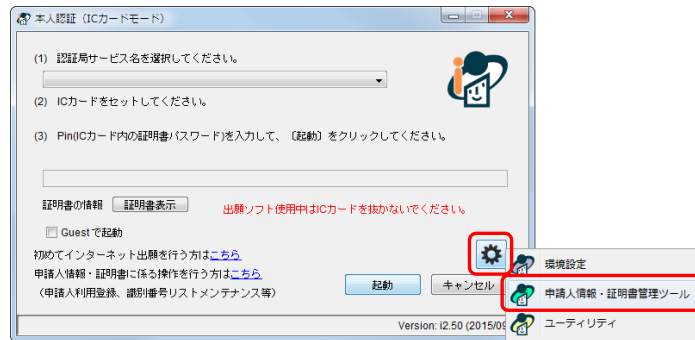 本人認証（ICカードモード）
(1) 認証局サービス名を選択してください。
(2) ICカードをセットしてください。
(3) Pin(ICカード内の証明書パスワード)を入力して、〔起動〕をクリックしてください。
証明書の情報 証明書表示 出願ソフト使用中はICカードを抜かないでください。
Guestで起動
初めてインターネット出願を行う方はこちら
申請人情報・証明書に係る操作を行う方はこちら
（申請人利用登録、識別番号リストメンテナンス等）
起動 キャンセル
Version: i2.50 (2015/09
環境設定
申請人情報・証明書管理ツール
ユーティリティ